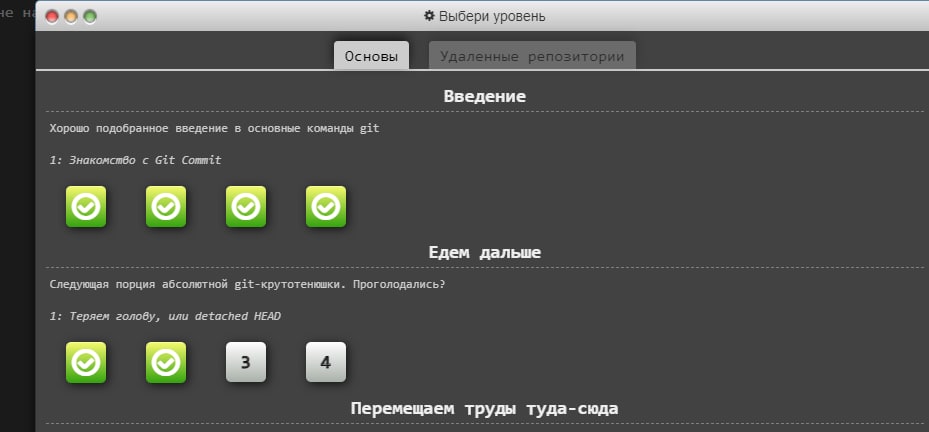 не на
Выбери уровень
Основы
Удаленные репозитории
Введение
Хорошо подобранное введение в основные команды git
1: Знакомство с Git Commit
Едем дальше
Следующая порция абсолютной git-крутотенюшки. Проголодались?
1: Теряем голову, или detached HEAD
3 4
Перемещаем труды туда-сюда